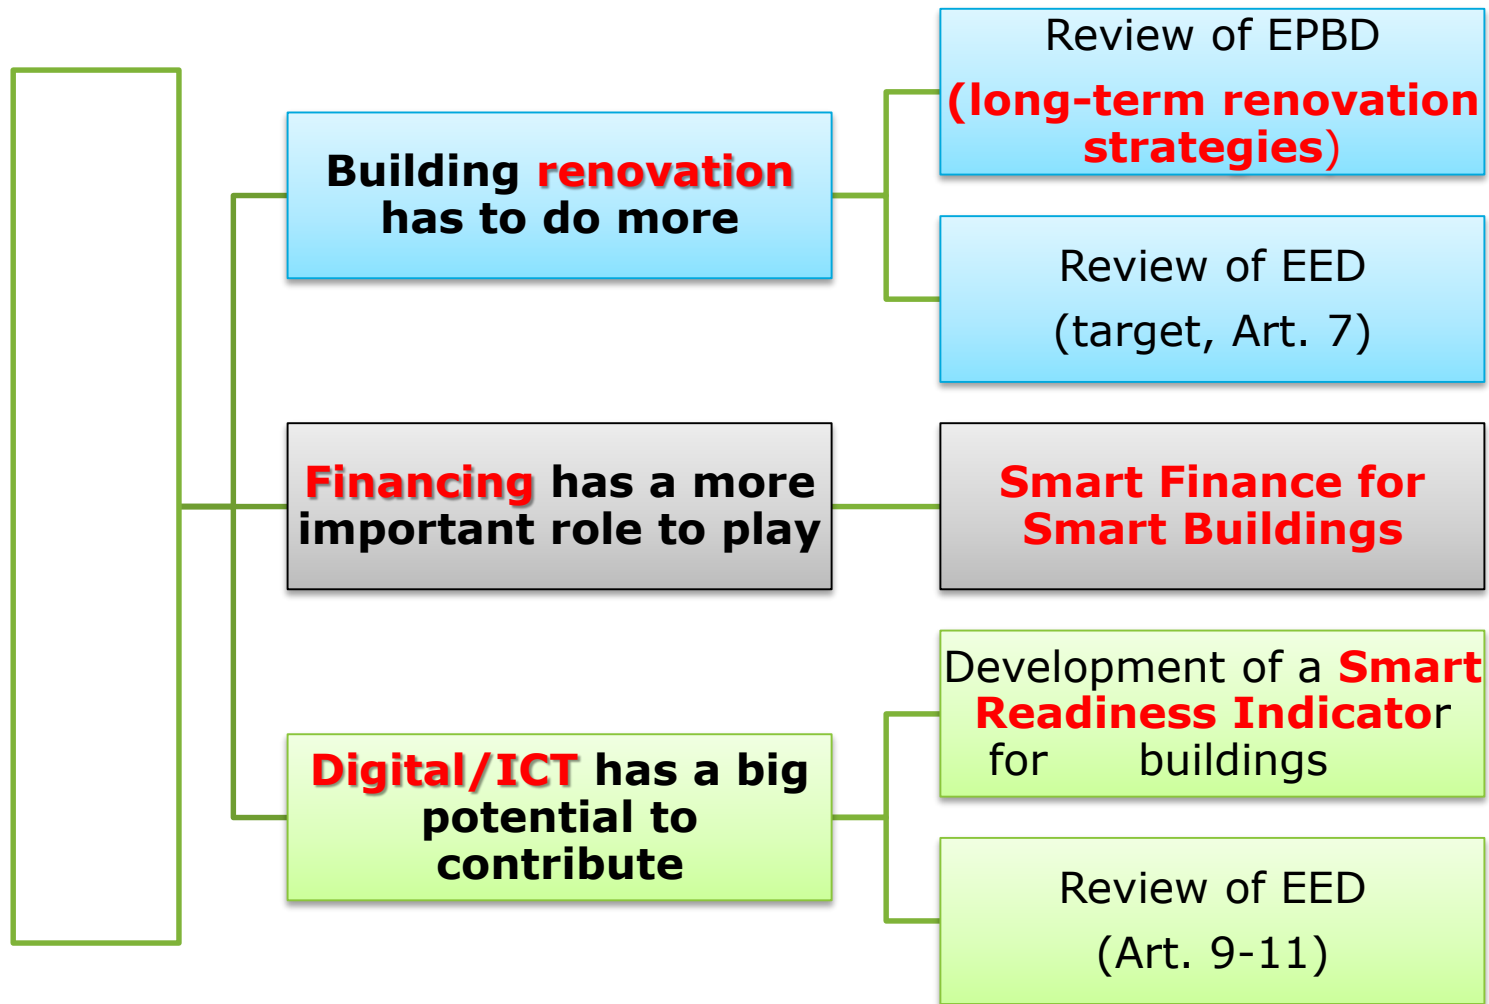 Building renovation
has to do more
Review of EPBD
(long-term renovation
strategies)
Review of EED
(target, Art. 7)
Financing has a more
important role to play
Smart Finance for
Smart Buildings
Digital/ICT has a big
potential to
contribute
Development of a Smart
Readiness Indicator
for buildings
Review of EED
(Art. 9-11)